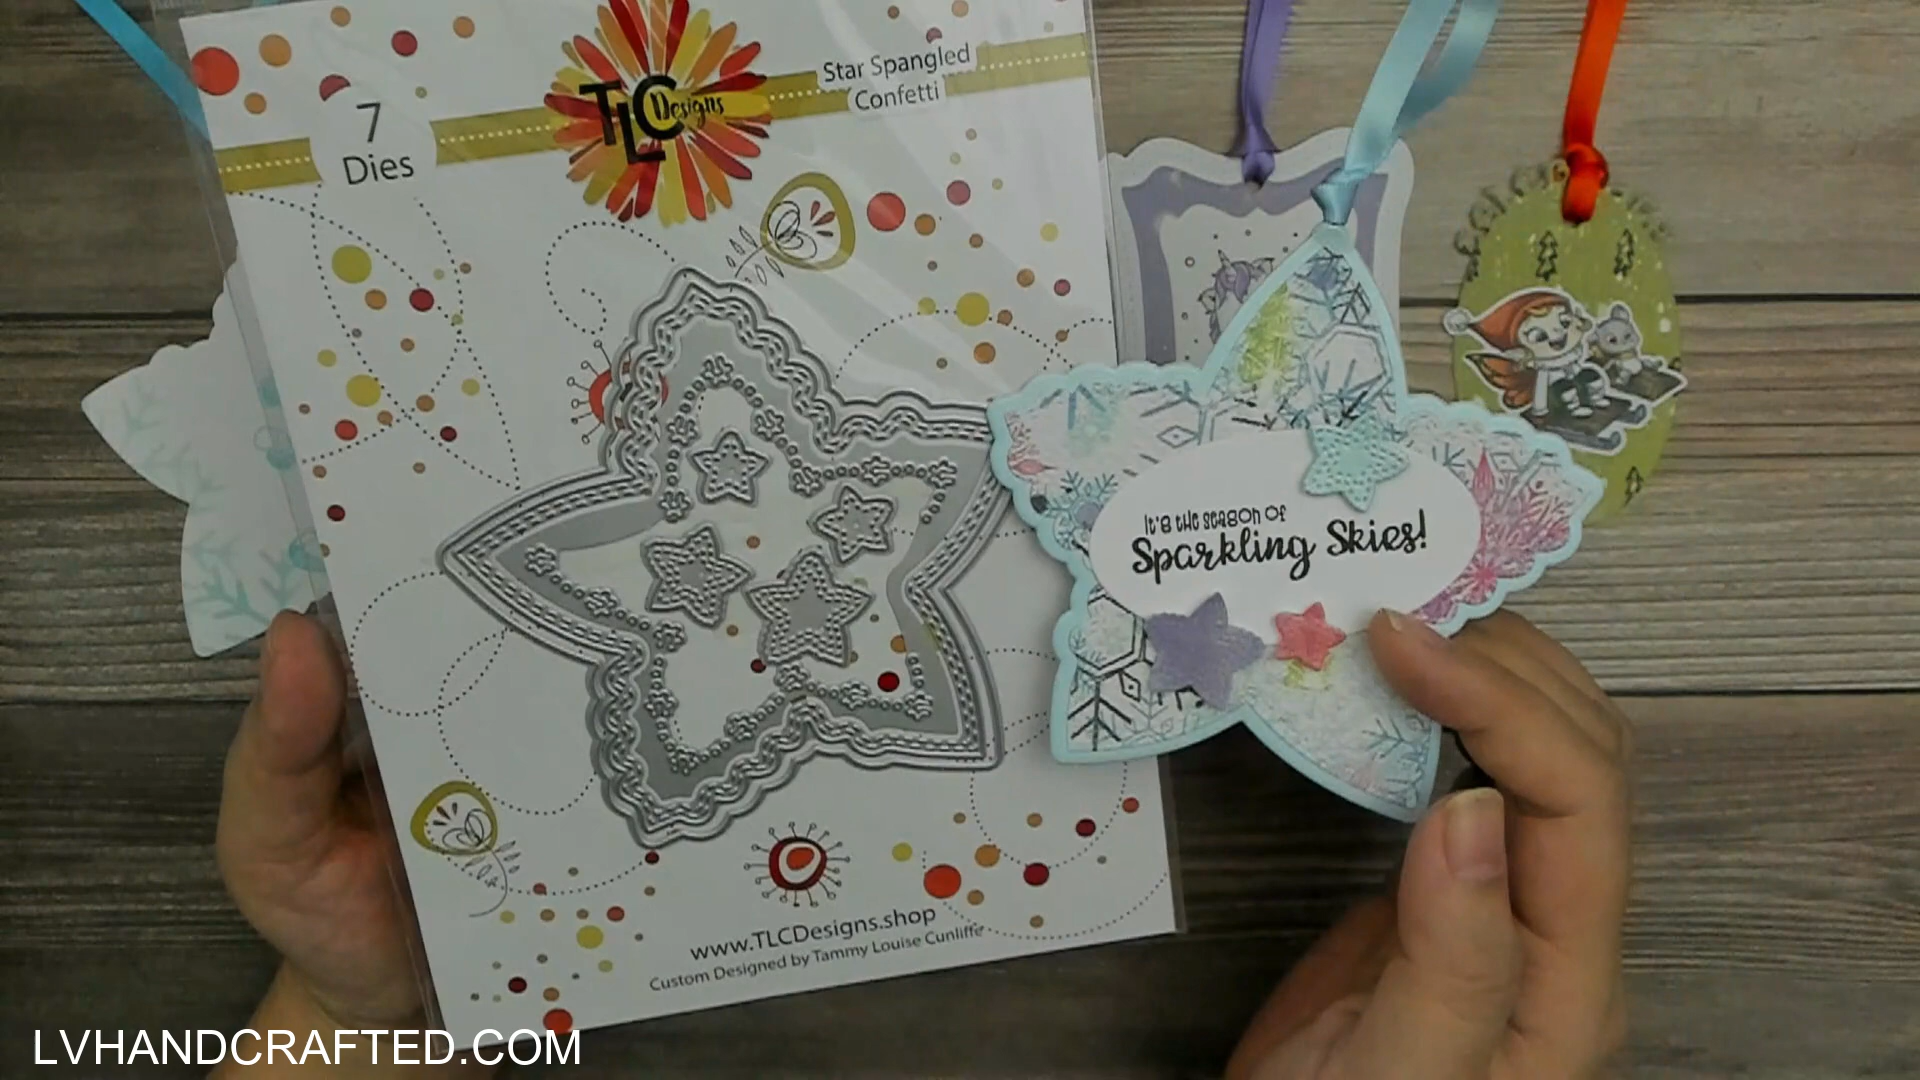 7
Dies
TLC Designs
Star Spangled
Confetti
It's the season of
Sparkling Skies!
www.TLCDesigns.shop
Custom Designed by Tammy Louise Cunliffe
LVHANDCRAFTED.COM